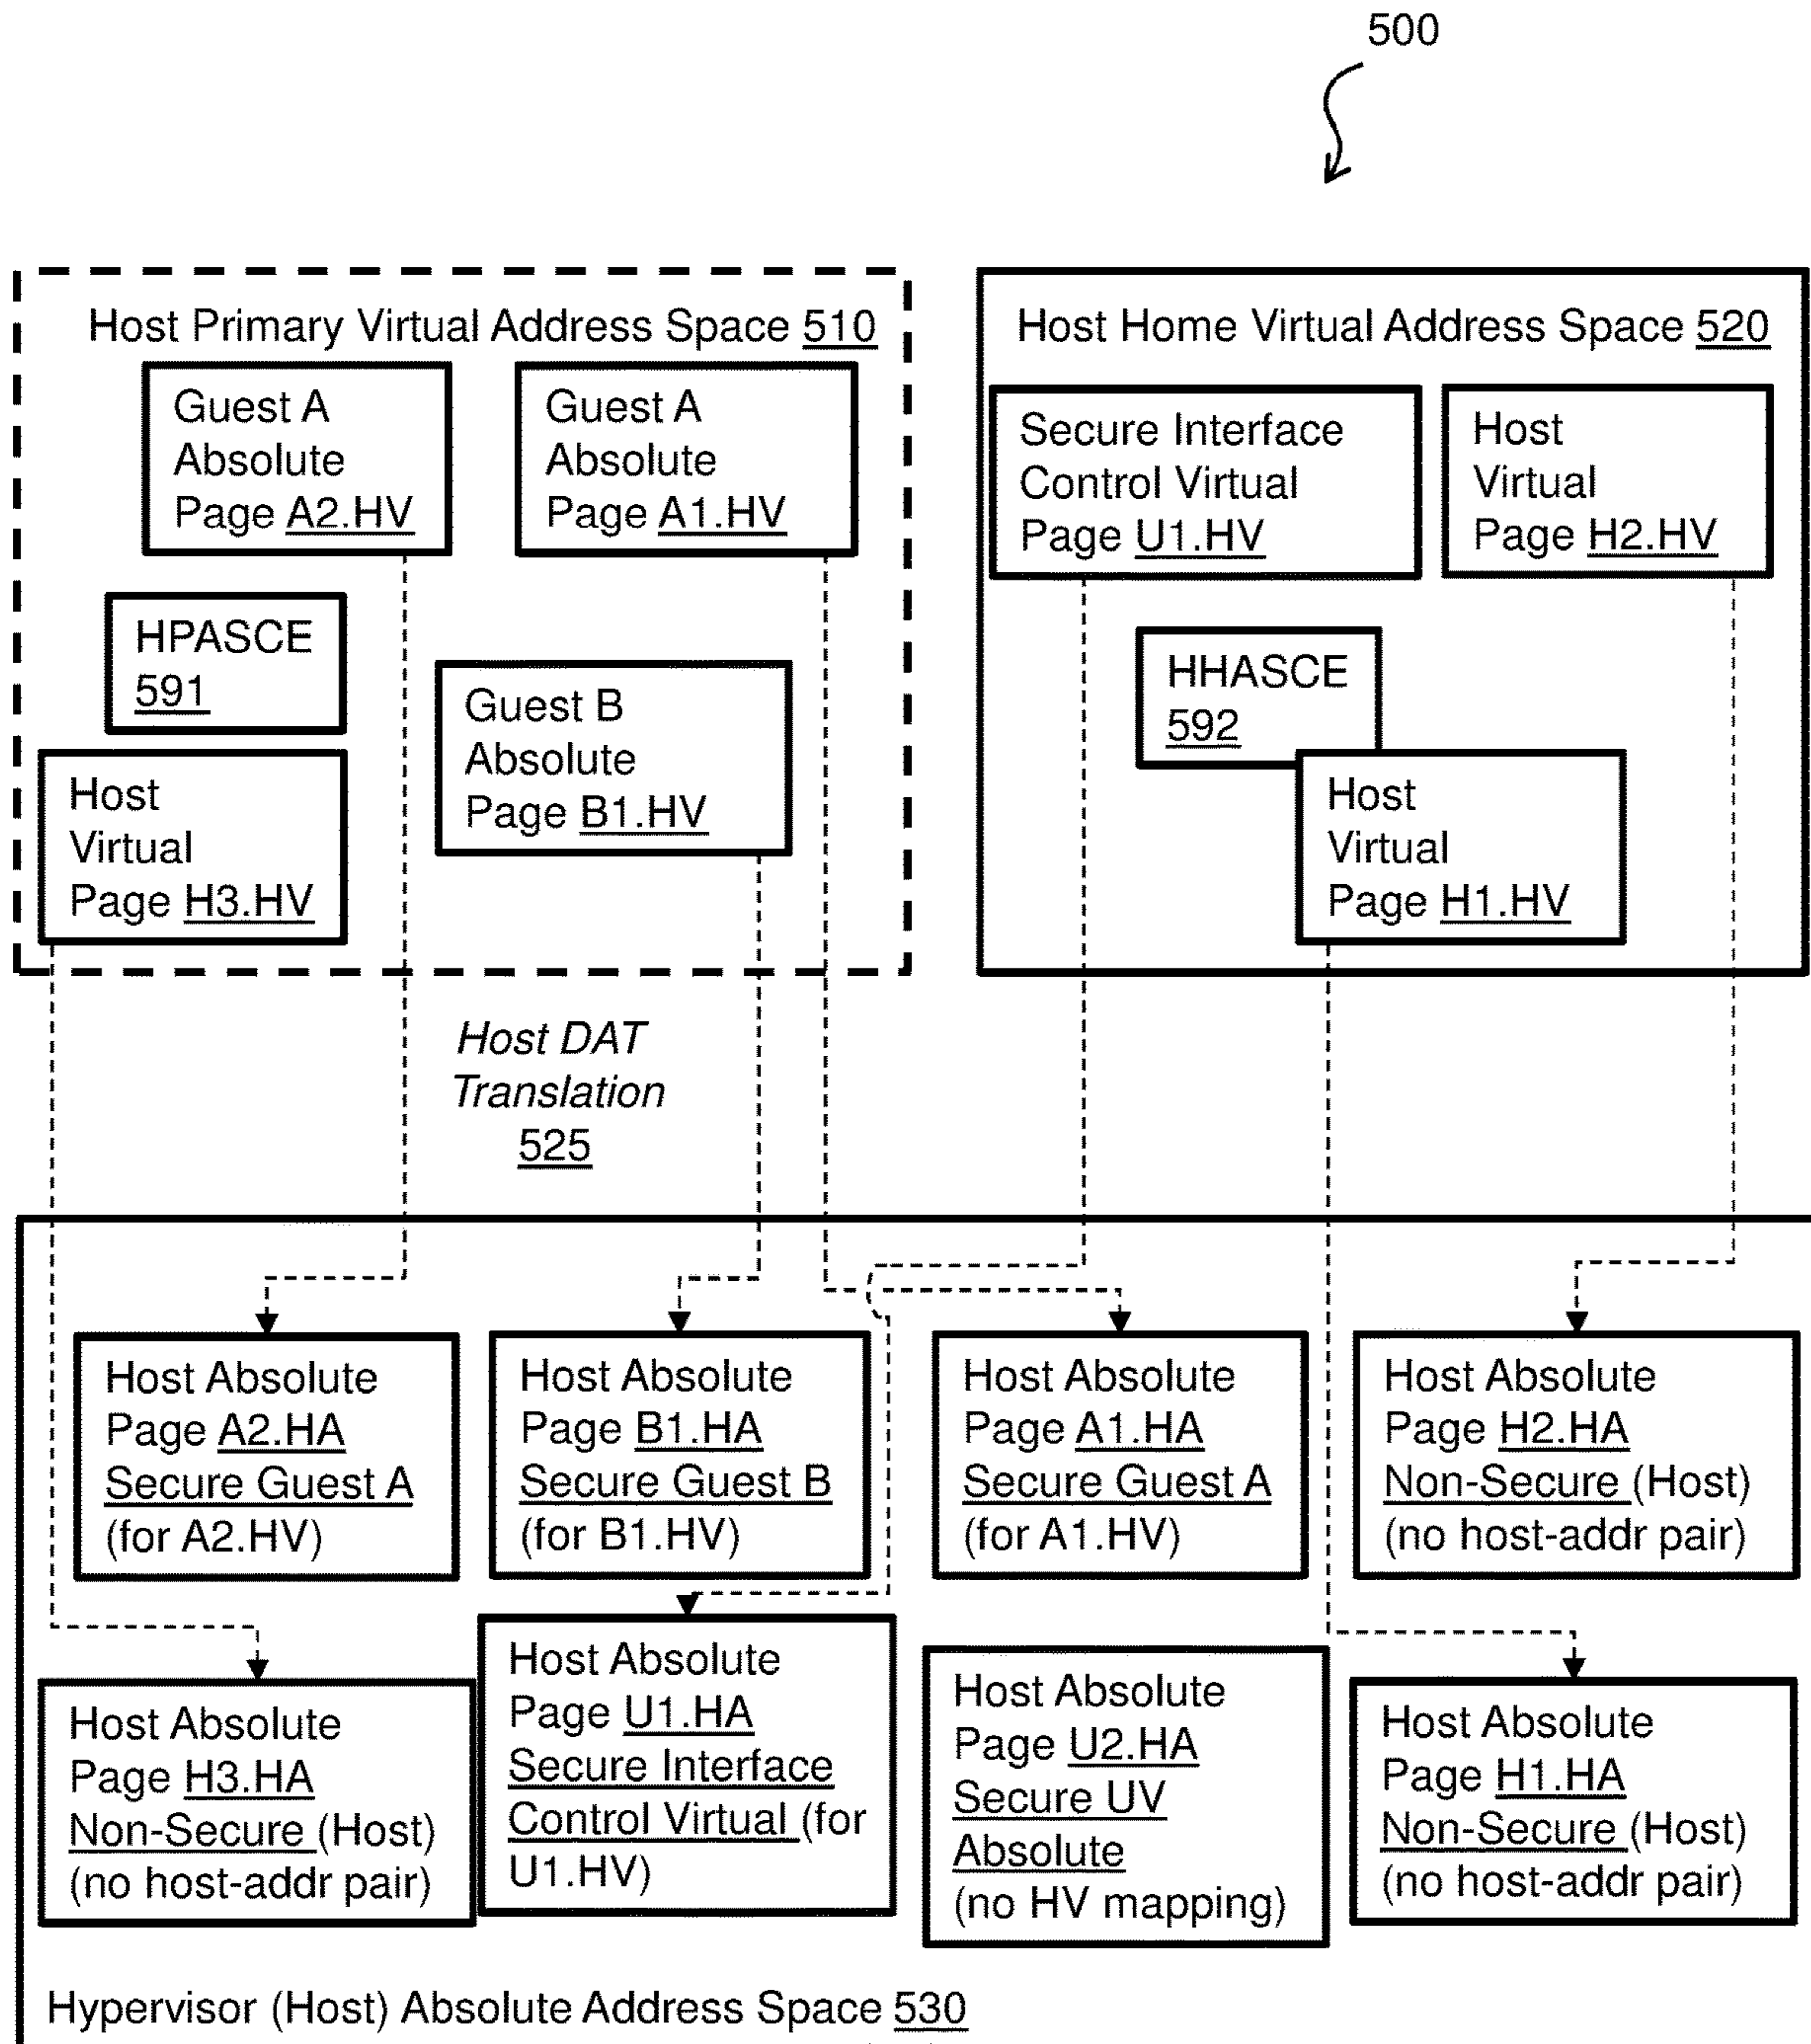 500
Host Primary Virtual Address Space 510
Guest A
Absolute
Page A2.HV
Guest A
Absolute
Page A1.HV
HPASCE
591
Guest B
Absolute
Page B1.HV
Host
Virtual
Page H3.HV
Host Home Virtual Address Space 520
Secure Interface
Control Virtual
Page U1.HV
Host
Virtual
Page H2.HV
HHASCE
592
Host
Virtual
Page H1.HV
Host DAT
Translation
525
Host Absolute
Page A2.HA
Secure Guest A
(for A2.HV)
Host Absolute
Page B1.HA
Secure Guest B
(for B1.HV)
Host Absolute
Page A1.HA
Secure Guest A
(for A1.HV)
Host Absolute
Page H2.HA
Non-Secure (Host)
(no host-addr pair)
Host Absolute
Page H3.HA
Non-Secure (Host)
(no host-addr pair)
Host Absolute
Page U1.HA
Secure Interface
Control Virtual (for
U1.HV)
Host Absolute
Page U2.HA
Secure UV
Absolute
(no HV mapping)
Host Absolute
Page H1.HA
Non-Secure (Host)
(no host-addr pair)
Hypervisor (Host) Absolute Address Space 530